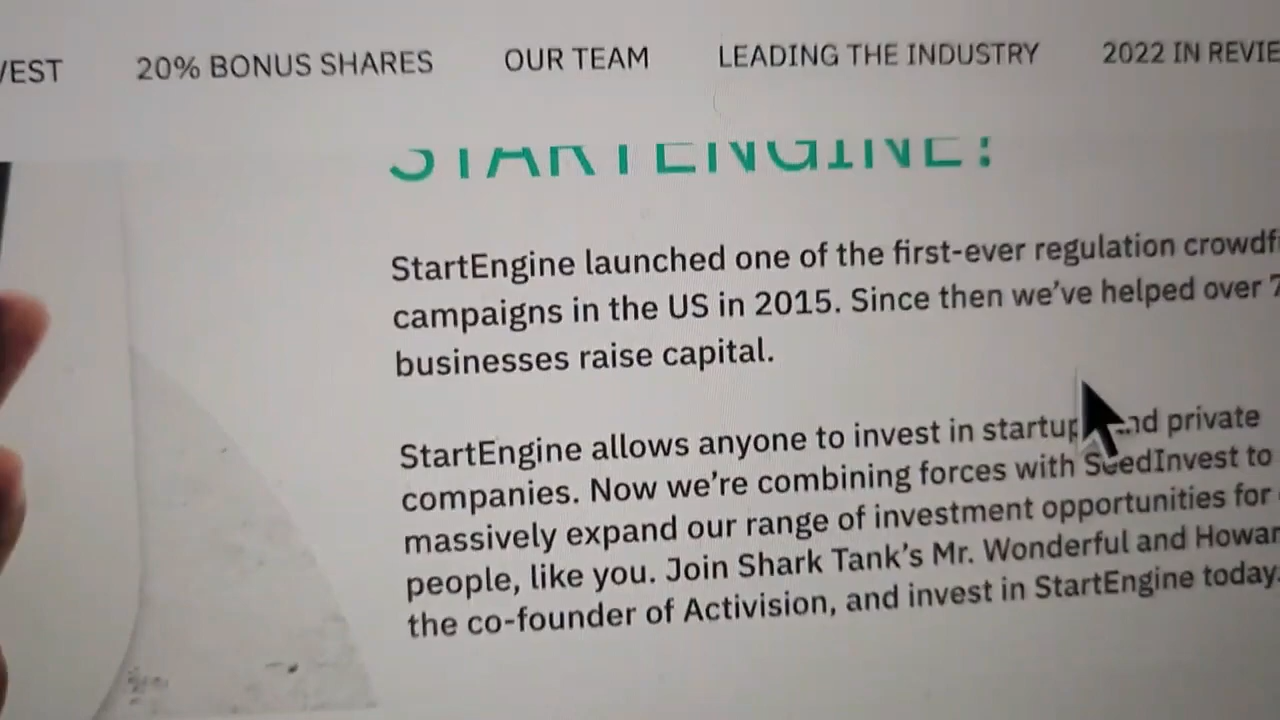 20% BONUS SHARES OUR TEAM LEADING THE INDUSTRY 2022 IN
STARTENGINE:
StartEngine launched one of the first-ever regulation
campaigns in the US in 2015. Since then we've helped over
businesses raise capital.
StartEngine allows anyone to invest in private
companies. Now we're combining forces with SeedInvest to
massively expand our range of investment opportunities for
people, like you. Join Shark Tank's Mr. Wonderful and
the co-founder of Activision, and invest in StartEngine today.